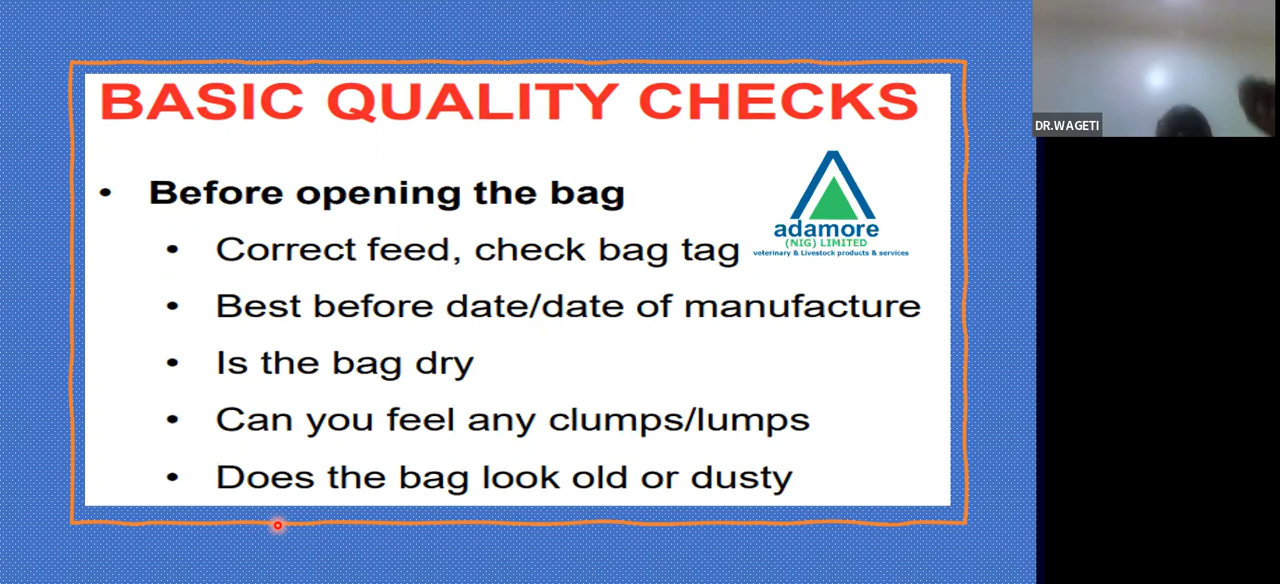 BASIC QUALITY CHECKS
• Before opening the bag
• Correct feed, check bag tag
• Best before date/date of manufacture
• Is the bag dry
• Can you feel any clumps/lumps
• Does the bag look old or dusty
adamore
(NIG) LIMITED
veterinary & Livestock products & services
DR.WAGETI